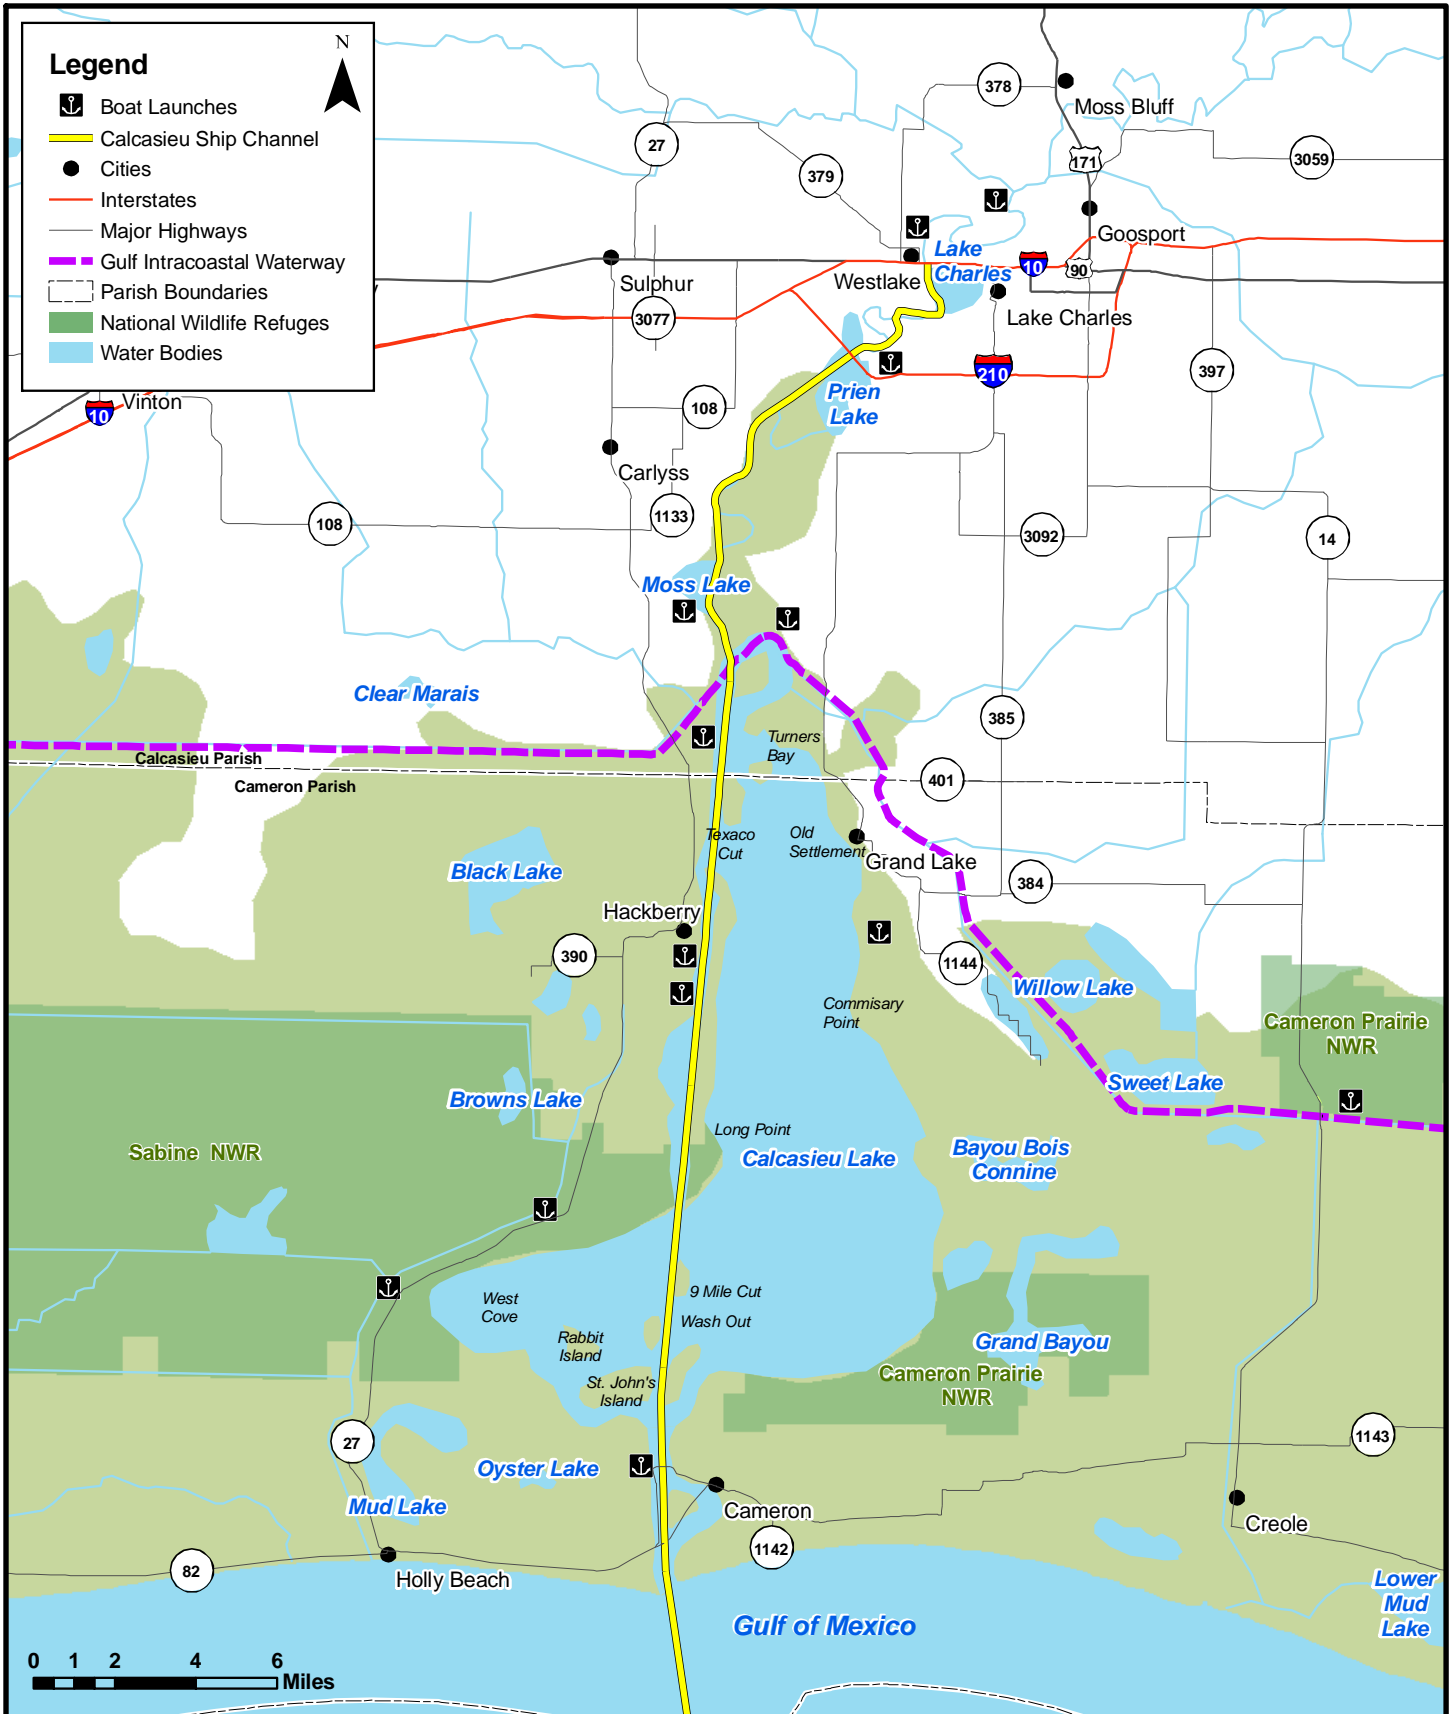 N
Legend
Boat Launches
Calcasieu Ship Channel
Cities
Interstates
Major Highways
Gulf Intracoastal Waterway
Parish Boundaries
National Wildlife Refuges
Water Bodies
378
Moss Bluff
27
171
3059
379
Goosport
Lake
Charles
10
90
Westlake
Sulphur
Lake Charles
3077
210
397
Prien
Lake
108
Vinton
10
Carlyss
1133
108
3092
14
Moss Lake
Clear Marais
385
Turners
Bay
Calcasieu Parish
Cameron Parish
401
Texaco
Cut
Old
Settlement
Grand Lake
Black Lake
384
Hackberry
390
1144
Willow Lake
Commisary
Point
Cameron Prairie
NWR
Sweet Lake
Browns Lake
Long Point
Sabine NWR
Calcasieu Lake
Bayou Bois
Connine
9 Mile Cut
West
Cove
Wash Out
Rabbit
Island
Grand Bayou
St. John's
Island
Cameron Prairie
NWR
27
1143
Oyster Lake
Mud Lake
Cameron
Creole
1142
82
Holly Beach
Lower
Mud
Lake
Gulf of Mexico
0 1 2 4 6
Miles